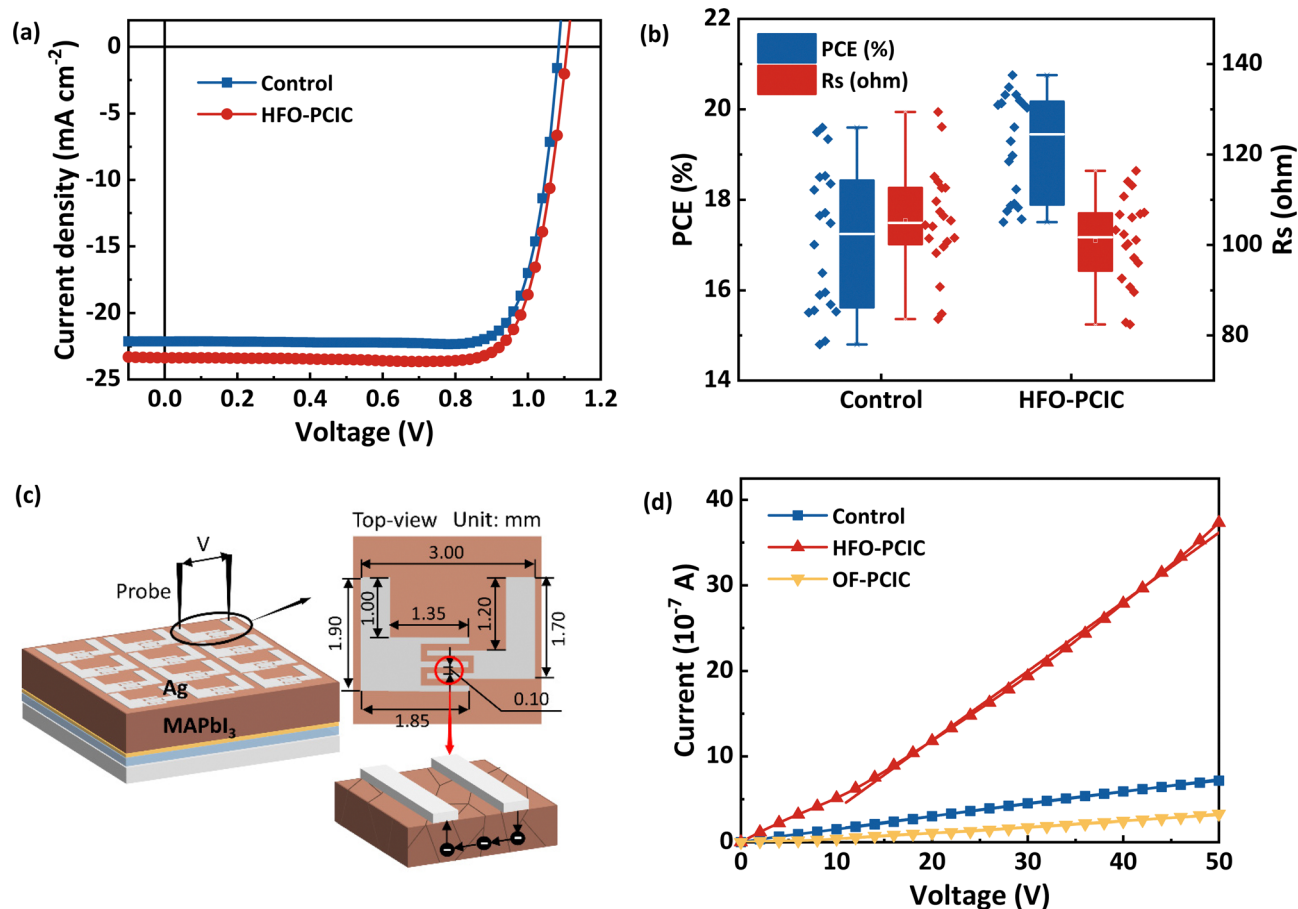 (a)
0
-5
-10
-15
-20
-25
Current density (mA cm⁻²)
Control
HFO-PCIC
0.0 0.2 0.4 0.6 0.8 1.0 1.2
Voltage (V)
(b)
22
20
18
16
14
PCE (%)
PCE (%)
Rs (ohm)
140
120
100
80
Rs (ohm)
Control HFO-PCIC
(c)
V
Probe
Ag
MAPbI₃
Top-view Unit: mm
3.00
1.90
1.00
1.35
1.20
1.70
0.10
1.85
(d)
40
30
20
10
0
Current (10⁻⁷ A)
Control
HFO-PCIC
OF-PCIC
0 10 20 30 40 50
Voltage (V)